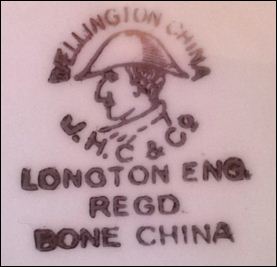 WELLINGTON CHINA
J.H.C & Co
LONGTON ENG.
REGD.
BONE CHINA